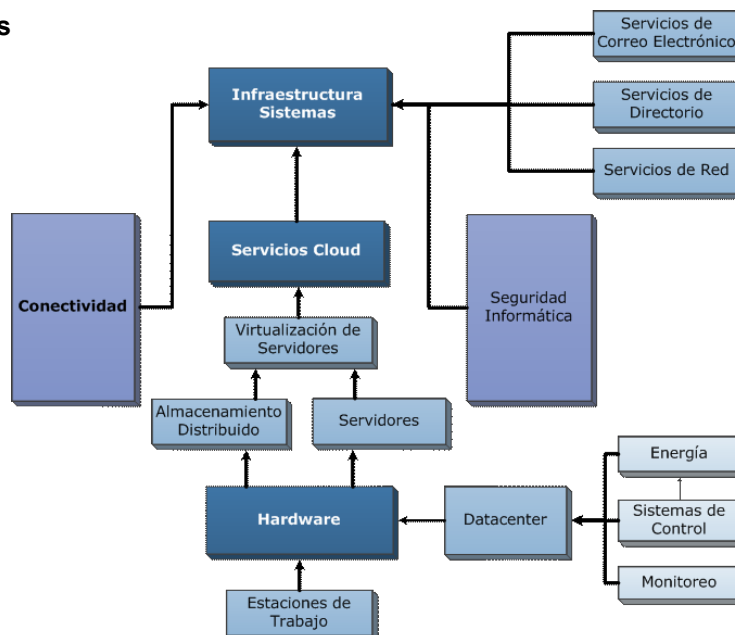 s
Servicios de
Correo Electrónico
Infraestructura
Sistemas
Servicios de
Directorio
Servicios de Red
Conectividad
Servicios Cloud
Seguridad
Informática
Virtualización de
Servidores
Almacenamiento
Distribuido
Servidores
Energía
Hardware
Datacenter
Sistemas de
Control
Monitoreo
Estaciones de
Trabajo